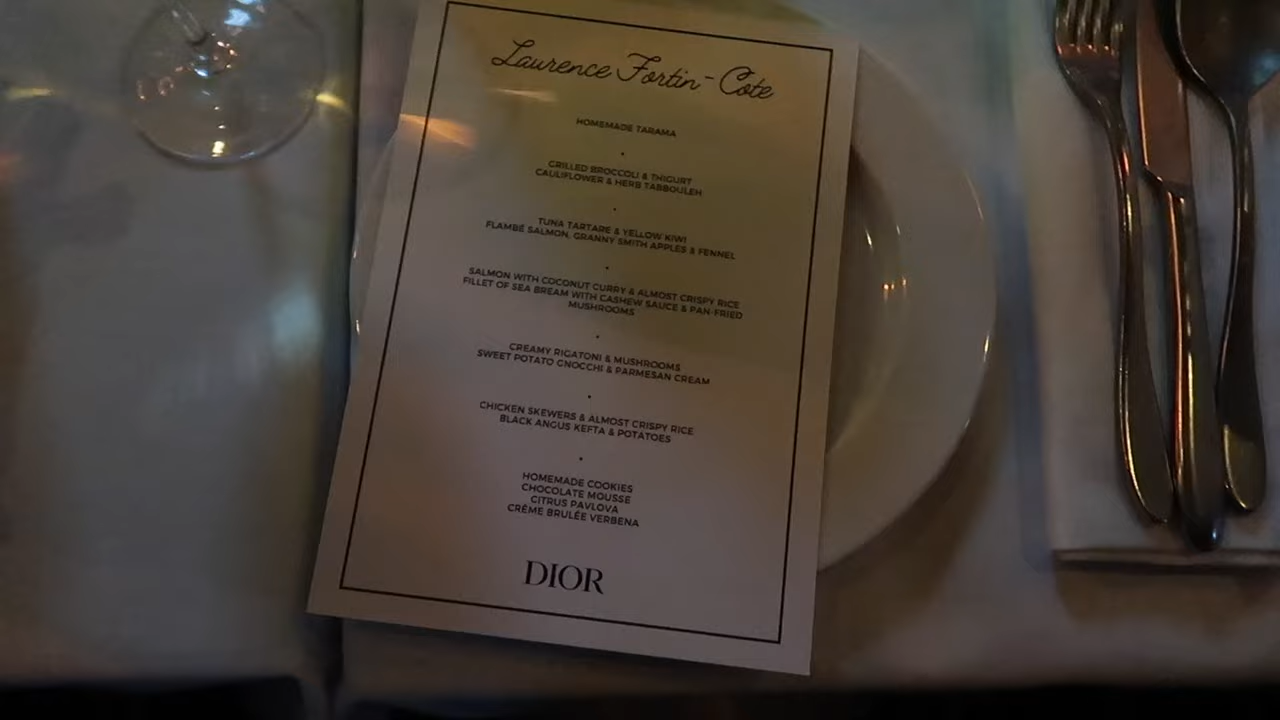 Laurence Fortin-Cote
HOMEMADE TARAMA
•
GRILLED BROCCOLI & THIGURT
CAULIFLOWER & HERB TABBOULEH
•
TUNA TARTARE & YELLOW KIWI
FLAMBÉ SALMON, GRANNY SMITH APPLES & FENNEL
•
SALMON WITH COCONUT CURRY & ALMOST CRISPY RICE
FILLET OF SEA BREAM WITH CASHEW SAUCE & PAN-FRIED
MUSHROOMS
•
CREAMY RIGATONI & MUSHROOMS
SWEET POTATO GNOCCHI & PARMESAN CREAM
•
CHICKEN SKEWERS & ALMOST CRISPY RICE
BLACK ANGUS KEFTA & POTATOES
•
HOMEMADE COOKIES
CHOCOLATE MOUSSE
CITRUS PAVLOVA
CRÈME BRULÉE VERBENA
DIOR